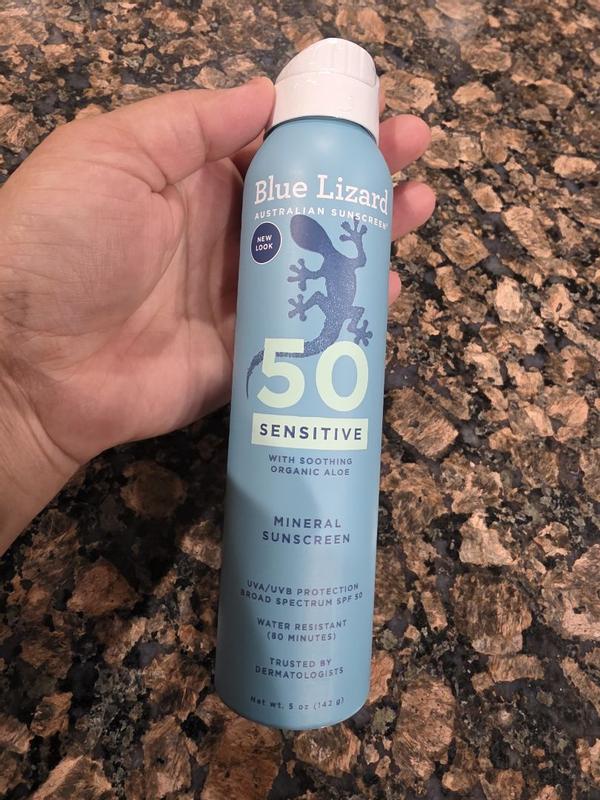 Blue Lizard
AUSTRALIAN SUNSCREEN
NEW
LOOK
50
SENSITIVE
WITH SOOTHING
ORGANIC ALOE
MINERAL
SUNSCREEN
UVA/UVB PROTECTION
BROAD SPECTRUM SPF 50
WATER RESISTANT
(80 MINUTES)
TRUSTED BY
DERMATOLOGISTS
Net wt. 5 oz (142 g)